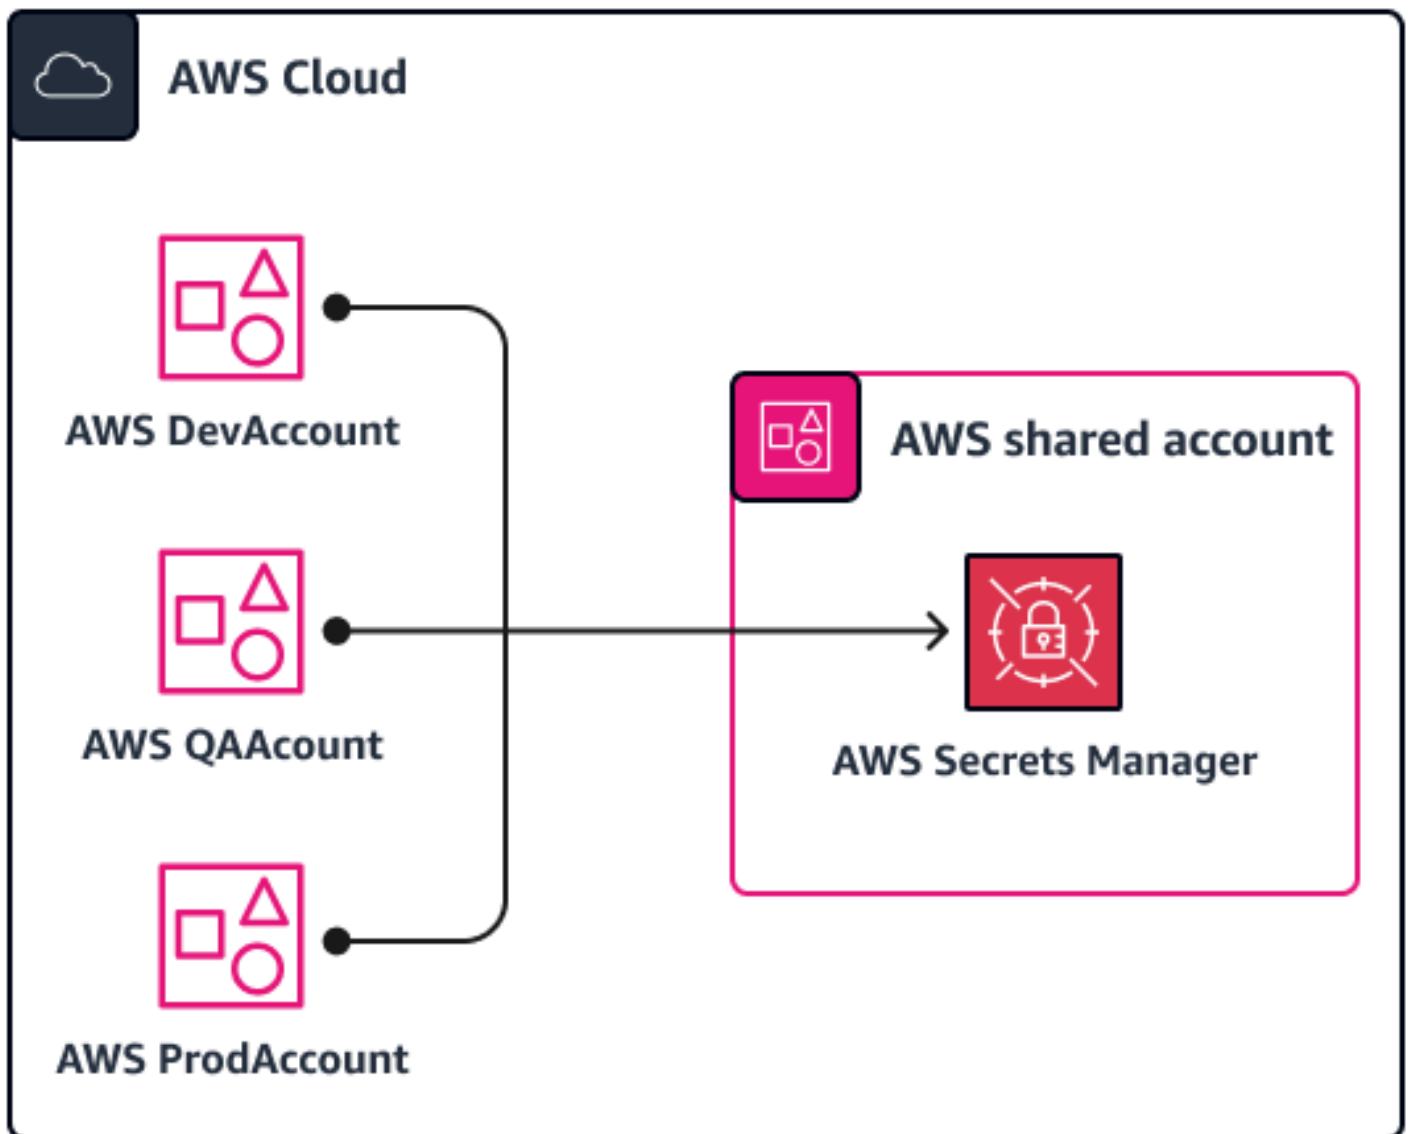 AWS Cloud
AWS DevAccount
AWS shared account
AWS QAAcount
AWS Secrets Manager
AWS ProdAccount